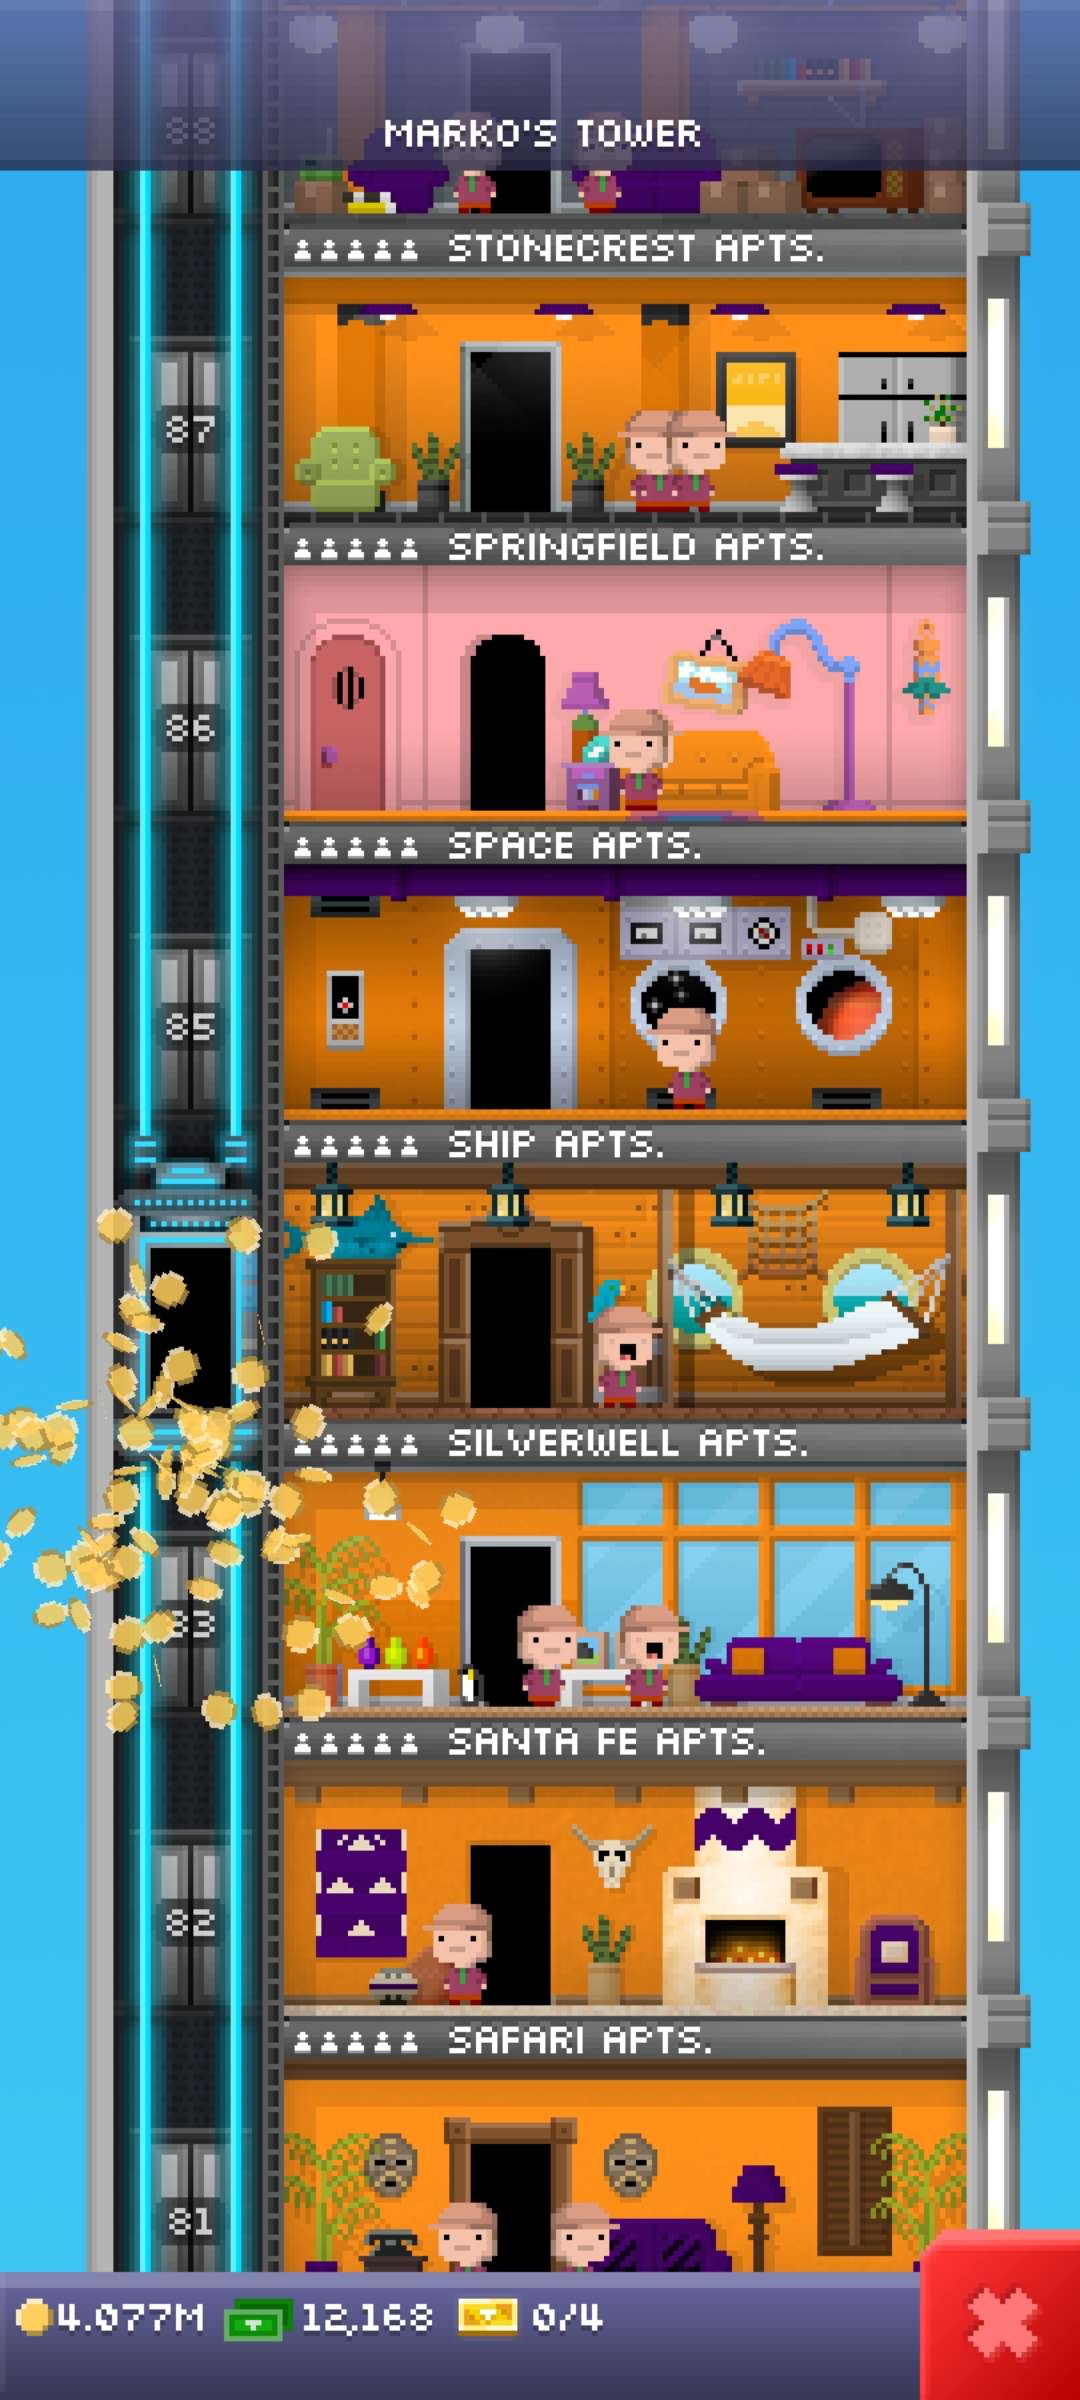 88
MARKO'S TOWER
STONECREST APTS.
87
SPRINGFIELD APTS.
86
SPACE APTS.
85
SHIP APTS.
SILVERWELL APTS.
83
SANTA FE APTS.
82
SAFARI APTS.
81
4.077M 12,168 0/4